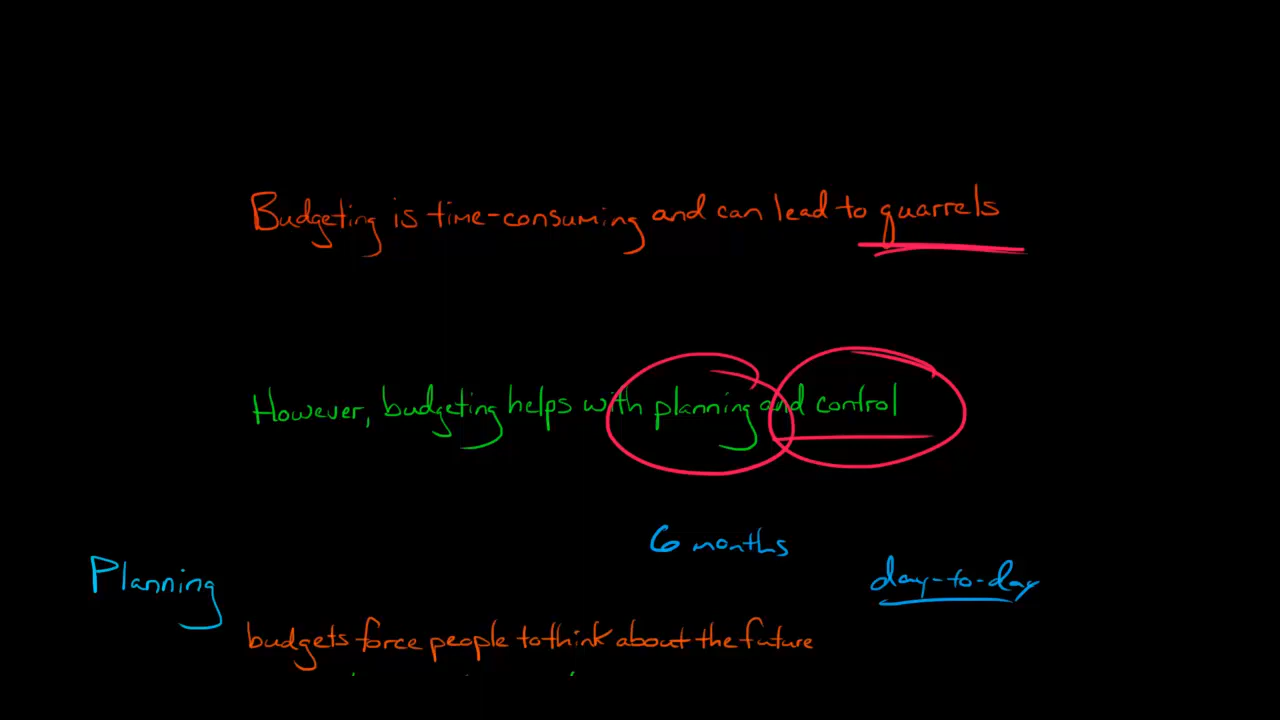 Budgeting is time-consuming and can lead to quarrels
However, budgeting helps with planning and control
6 months
day-to-day
Planning
budgets force people to think about the future